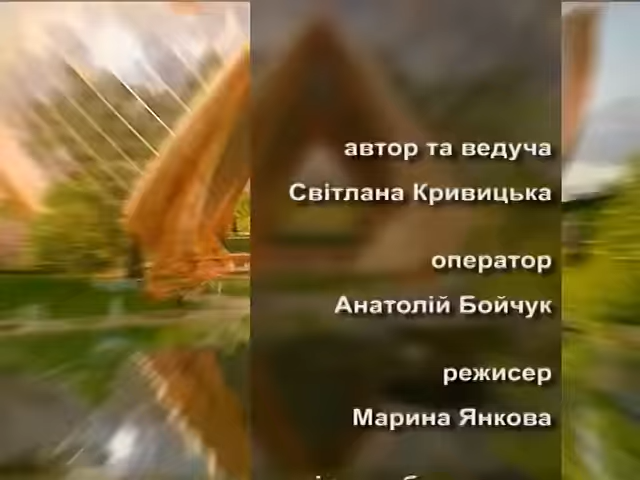 автор та ведуча
Світлана Кривицька
оператор
Анатолій Бойчук
режисер
Марина Янкова